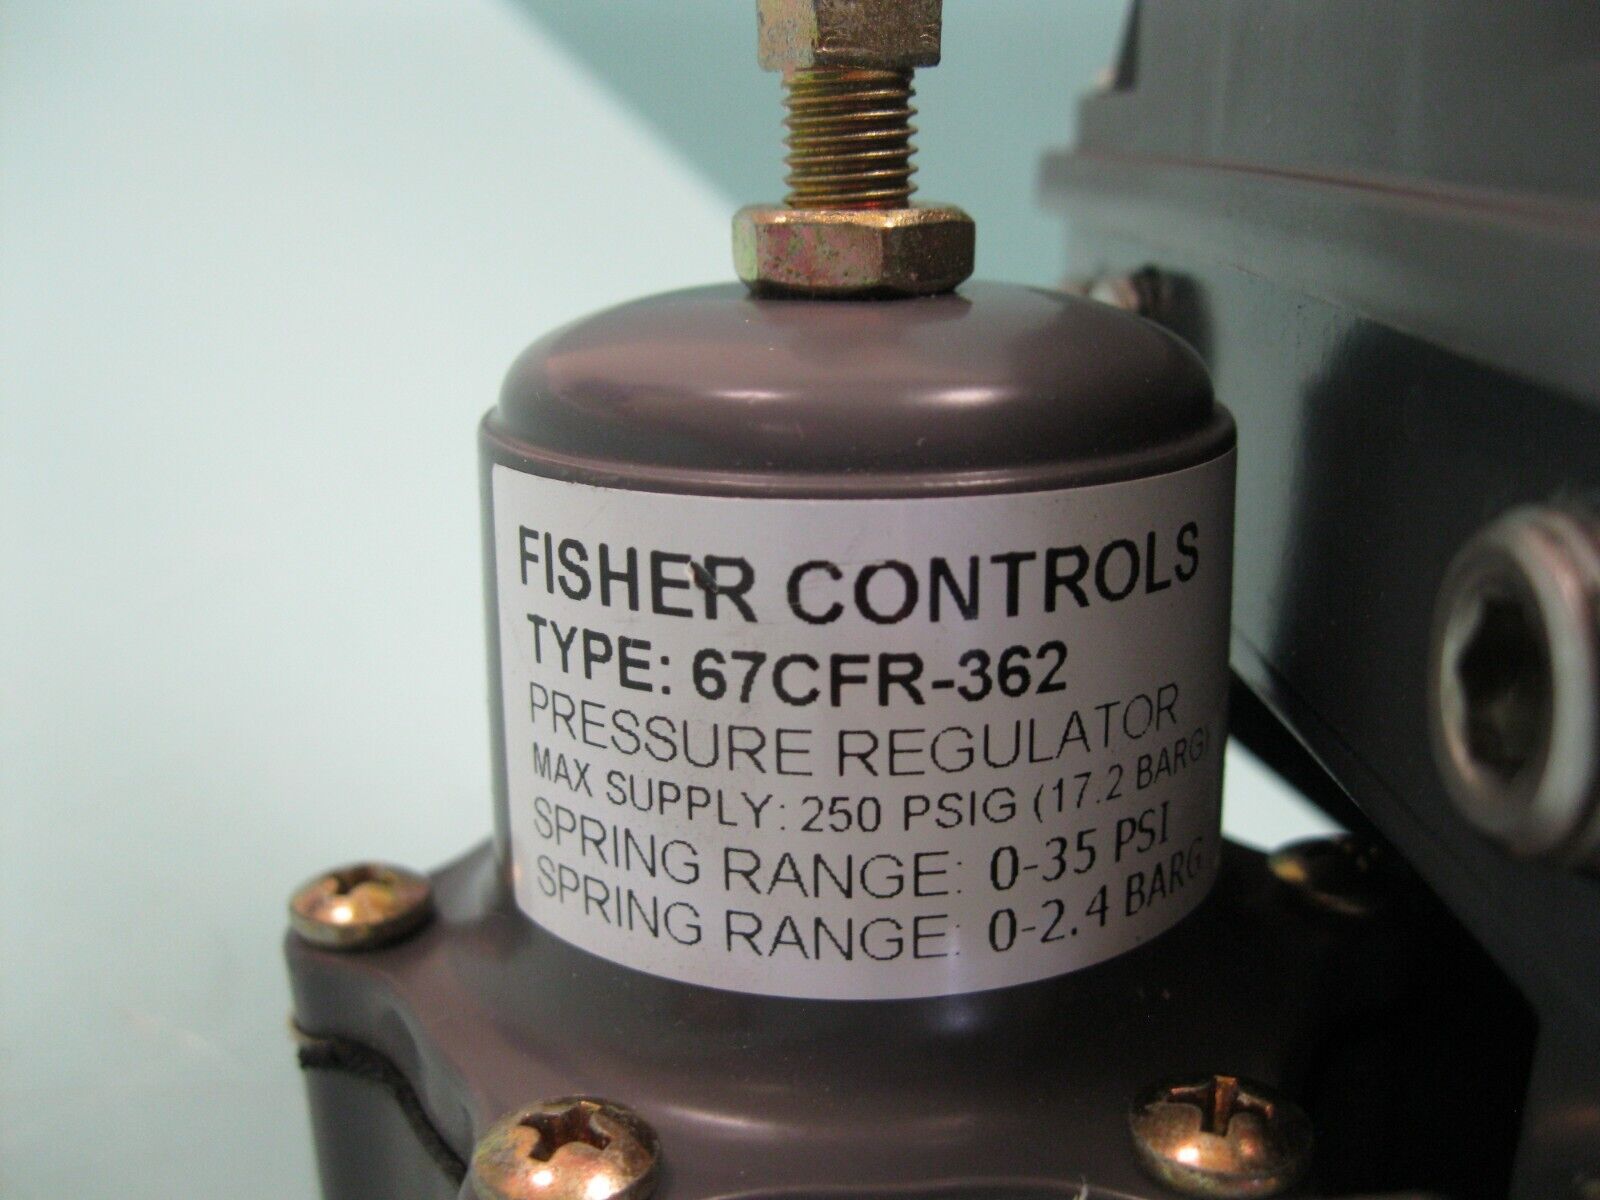 FISHER CONTROLS
TYPE: 67CFR-362
PRESSURE REGULATOR
MAX SUPPLY: 250 PSIG (17.2 BARG)
SPRING RANGE: 0-35 PSI
SPRING RANGE: 0-2.4 BARG